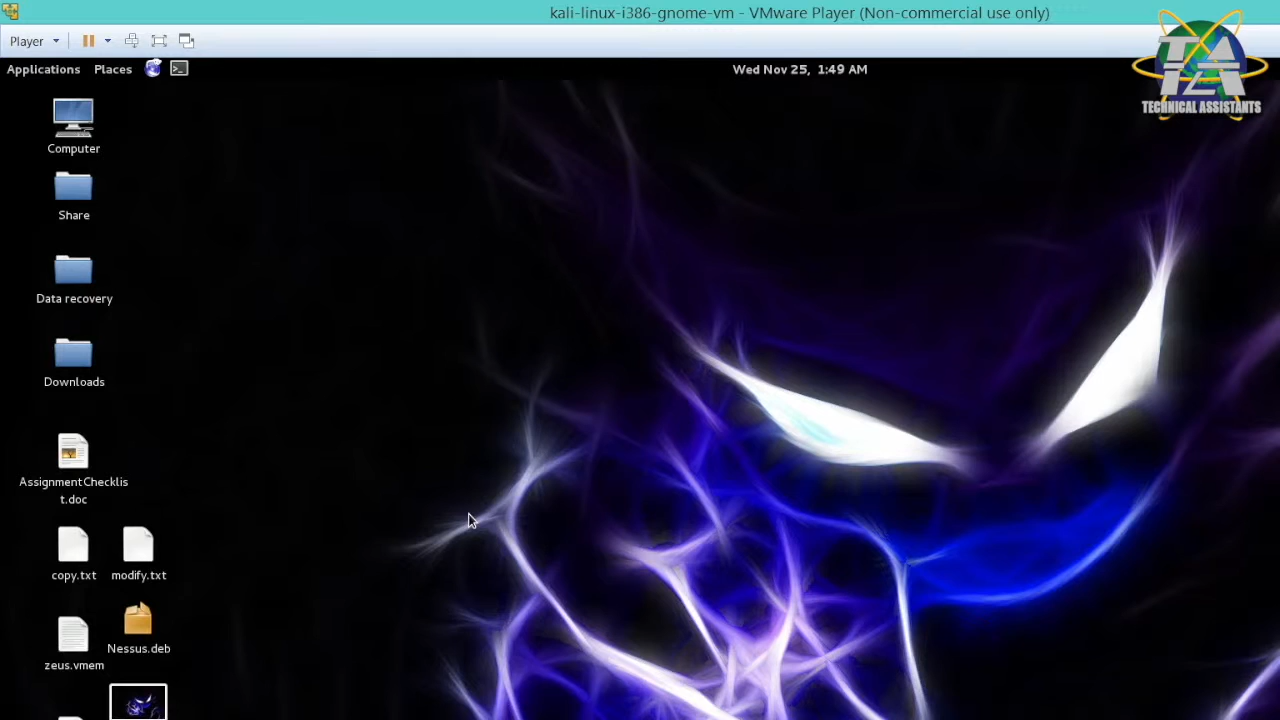 kali-linux-i386-gnome-vm - VMware Player (Non-commercial use only)
Player
Applications Places
Wed Nov 25, 1:49 AM
TA
TECHNICAL ASSISTANTS
Computer
Share
Data recovery
Downloads
AssignmentChecklis
t.doc
copy.txt
modify.txt
zeus.vmem
Nessus.deb